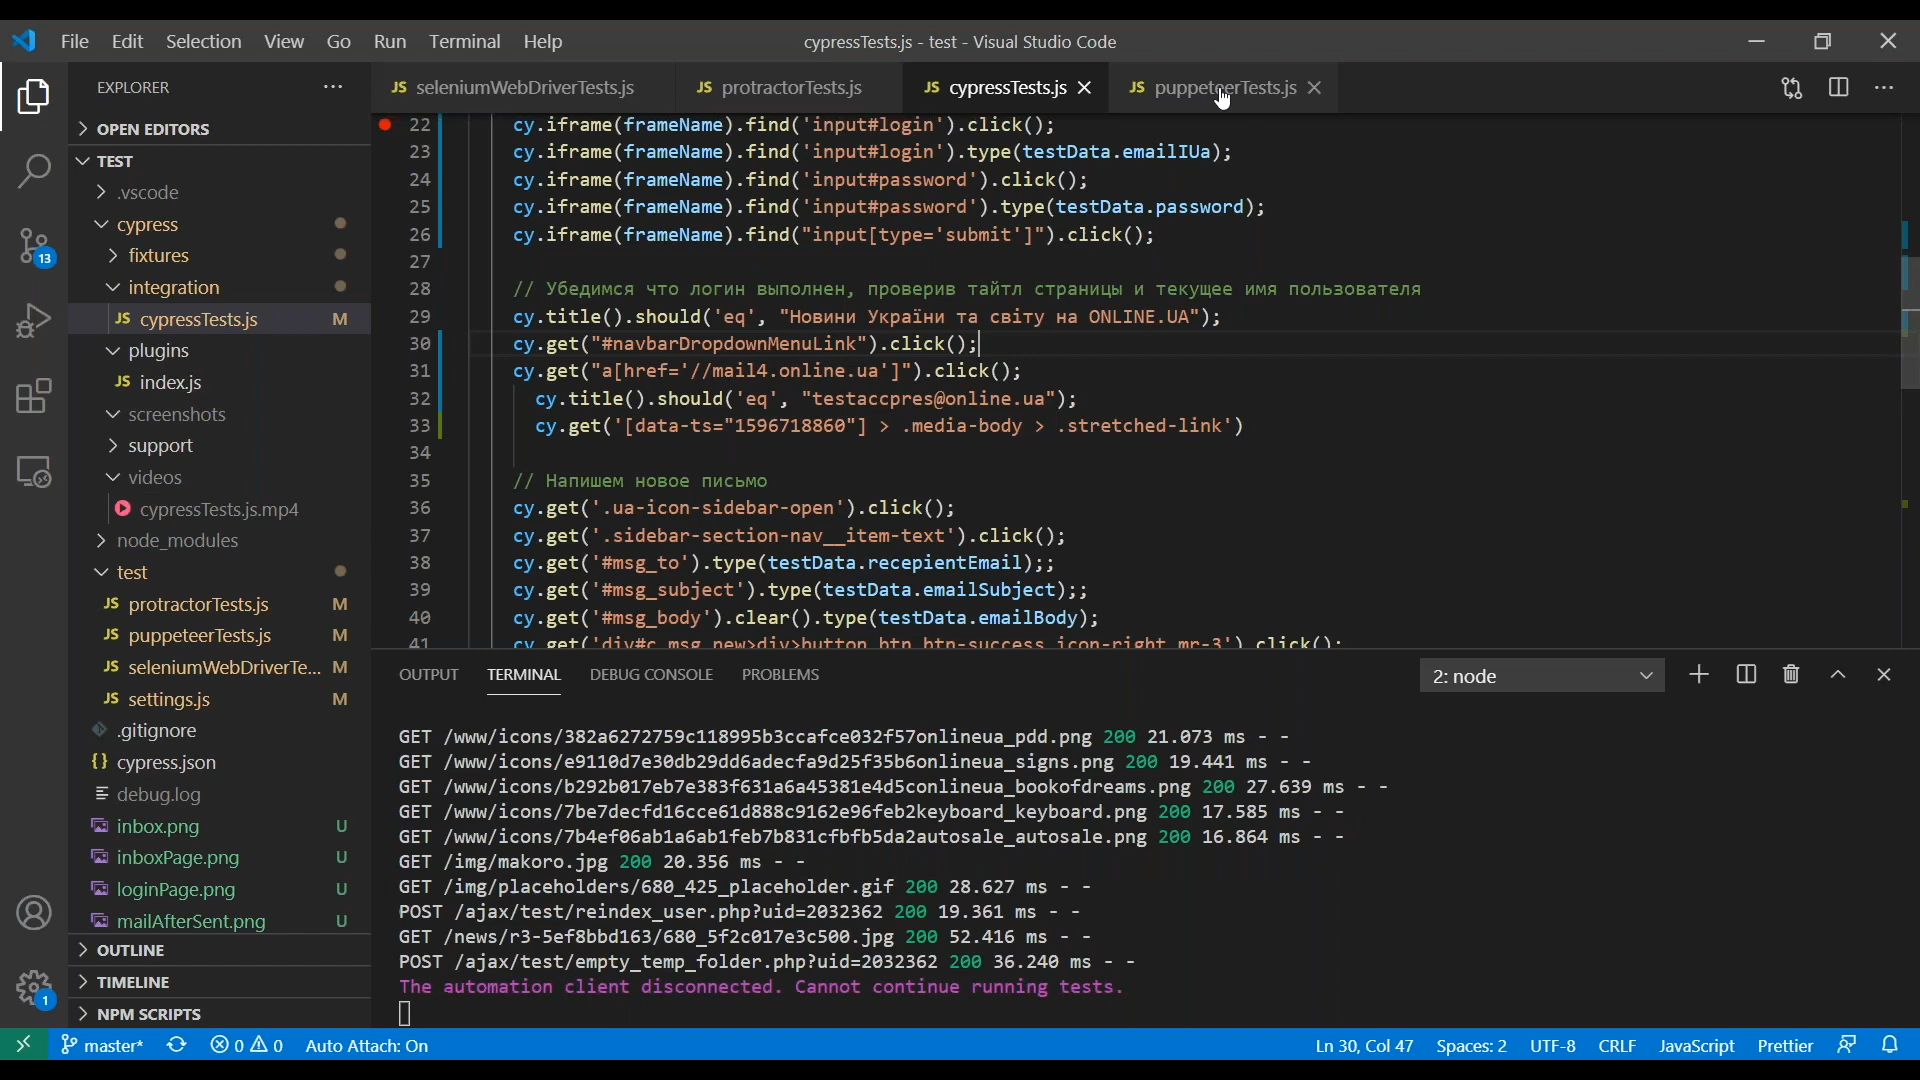 File Edit Selection View Go Run Terminal Help
cypressTests.js - test - Visual Studio Code
EXPLORER
JS seleniumWebDriverTests.js
JS protractorTests.js
JS cypressTests.js
JS puppeteerTests.js
OPEN EDITORS
TEST
.vscode
cypress
fixtures
integration
JS cypressTests.js M
plugins
JS index.js
screenshots
support
videos
cypressTests.js.mp4
node_modules
test
JS protractorTests.js M
JS puppeteerTests.js M
JS seleniumWebDriverTe... M
JS settings.js M
.gitignore
{} cypress.json
debug.log
inbox.png U
inboxPage.png U
loginPage.png U
mailAfterSent.png U
OUTLINE
TIMELINE
NPM SCRIPTS
13
1
22 cy.iframe(frameName).find('input#login').click();
23 cy.iframe(frameName).find('input#login').type(testData.emailIUa);
24 cy.iframe(frameName).find('input#password').click();
25 cy.iframe(frameName).find('input#password').type(testData.password);
26 cy.iframe(frameName).find("input[type='submit']").click();
27
28 // Убедимся что логин выполнен, проверив тайтл страницы и текущее имя пользователя
29 cy.title().should('eq', "Новини України та світу на ONLINE.UA");
30 cy.get("#navbarDropdownMenuLink").click();
31 cy.get("a[href='//mail4.online.ua']").click();
32 cy.title().should('eq', "testaccpres@online.ua");
33 cy.get('[data-ts="1596718860"] > .media-body > .stretched-link')
34
35 // Напишем новое письмо
36 cy.get('.ua-icon-sidebar-open').click();
37 cy.get('.sidebar-section-nav__item-text').click();
38 cy.get('#msg_to').type(testData.recepientEmail);;
39 cy.get('#msg_subject').type(testData.emailSubject);;
40 cy.get('#msg_body').clear().type(testData.emailBody);
41 cy.get('div#c_msg_new>div>button.btn.btn-success.icon-right.mr-3').click();
OUTPUT TERMINAL DEBUG CONSOLE PROBLEMS
2: node
GET /www/icons/382a6272759c118995b3ccafce032f57onlineua_pdd.png 200 21.073 ms - -
GET /www/icons/e9110d7e30db29dd6adecfa9d25f35b6onlineua_signs.png 200 19.441 ms - -
GET /www/icons/b292b017eb7e383f631a6a45381e4d5conlineua_bookofdreams.png 200 27.639 ms - -
GET /www/icons/7be7decfd16cce61d888c9162e96feb2keyboard_keyboard.png 200 17.585 ms - -
GET /www/icons/7b4ef06ab1a6ab1feb7b831cfbfb5da2autosale_autosale.png 200 16.864 ms - -
GET /img/makoro.jpg 200 20.356 ms - -
GET /img/placeholders/680_425_placeholder.gif 200 28.627 ms - -
POST /ajax/test/reindex_user.php?uid=2032362 200 19.361 ms - -
GET /news/r3-5ef8bbd163/680_5f2c017e3c500.jpg 200 52.416 ms - -
POST /ajax/test/empty_temp_folder.php?uid=2032362 200 36.240 ms - -
The automation client disconnected. Cannot continue running tests.
master* 0 0 Auto Attach: On
Ln 30, Col 47 Spaces: 2 UTF-8 CRLF JavaScript Prettier